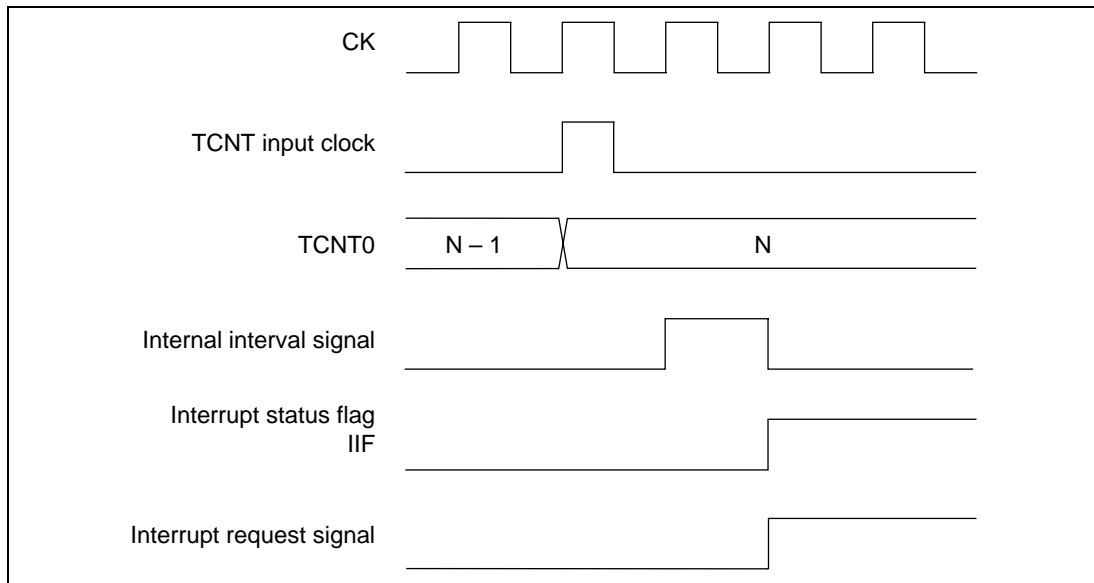 CK
TCNT input clock
TCNT0
N – 1
N
Internal interval signal
Interrupt status flag
IIF
Interrupt request signal